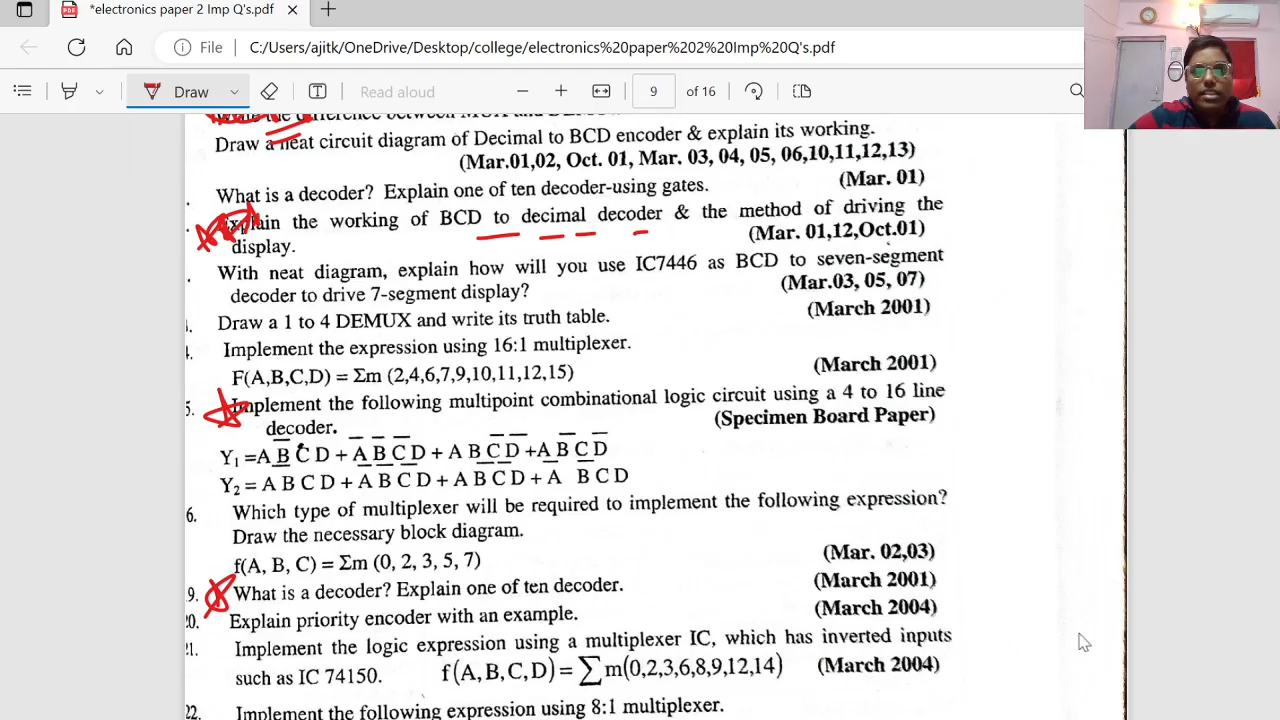 *electronics paper 2 Imp Q's.pdf
File C:/Users/ajitk/OneDrive/Desktop/college/electronics%20paper%202%20Imp%20Q's.pdf
Draw Read aloud 9 of 16
Write the difference between MUX and
Draw a neat circuit diagram of Decimal to BCD encoder & explain its working.
(Mar.01,02, Oct. 01, Mar. 03, 04, 05, 06,10,11,12,13)
What is a decoder? Explain one of ten decoder-using gates. (Mar. 01)
Explain the working of BCD to decimal decoder & the method of driving the
display. (Mar. 01,12,Oct.01)
With neat diagram, explain how will you use IC7446 as BCD to seven-segment
decoder to drive 7-segment display? (Mar.03, 05, 07)
Draw a 1 to 4 DEMUX and write its truth table. (March 2001)
Implement the expression using 16:1 multiplexer.
F(A,B,C,D) = Σm (2,4,6,7,9,10,11,12,15) (March 2001)
5. Implement the following multipoint combinational logic circuit using a 4 to 16 line
decoder. (Specimen Board Paper)
Y₁ =A B̅ C D + A̅ B̅ C̅ D + A B C̅ D̅ +A B̅ C D̅
Y₂ = A B̅ C D + A̅ B̅ C̅ D + A B C̅ D̅ + A B̅ C D
6. Which type of multiplexer will be required to implement the following expression?
Draw the necessary block diagram.
f(A, B, C) = Σm (0, 2, 3, 5, 7) (Mar. 02,03)
9. What is a decoder? Explain one of ten decoder. (March 2001)
20. Explain priority encoder with an example. (March 2004)
21. Implement the logic expression using a multiplexer IC, which has inverted inputs
such as IC 74150. f(A,B,C,D)= ∑m(0,2,3,6,8,9,12,14) (March 2004)
22. Implement the following expression using 8:1 multiplexer.